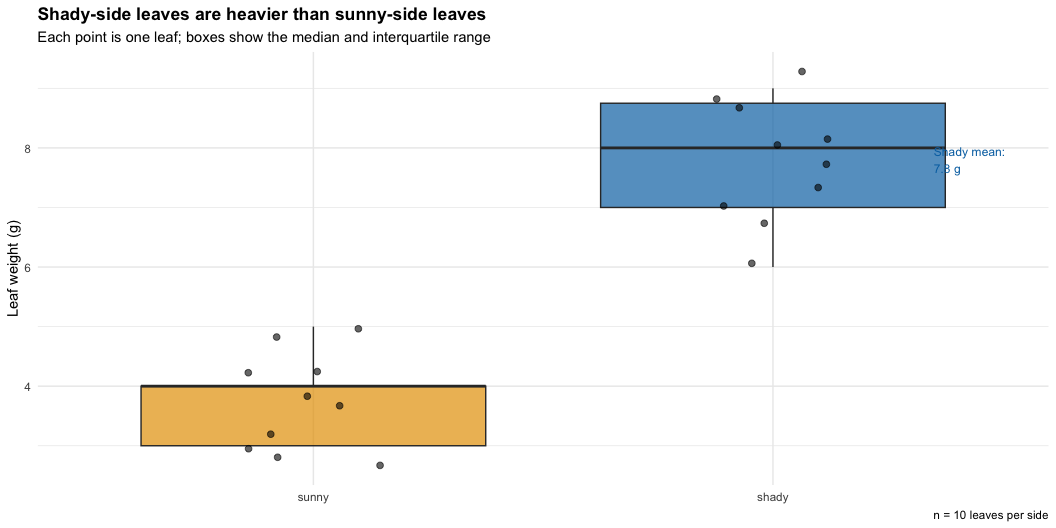 Shady-side leaves are heavier than sunny-side leaves
Each point is one leaf; boxes show the median and interquartile range
Leaf weight (g)
8
6
4
Shady mean:
7.8 g
sunny
shady
n = 10 leaves per side